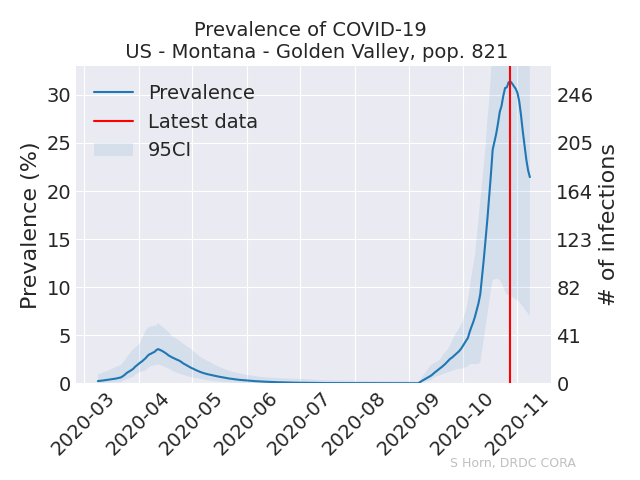 Prevalence of COVID-19
US - Montana - Golden Valley, pop. 821
Prevalence
Latest data
95CI
Prevalence (%)
30
25
20
15
10
5
0
# of infections
246
205
164
123
82
41
0
2020-03
2020-04
2020-05
2020-06
2020-07
2020-08
2020-09
2020-10
2020-11
S Horn, DRDC CORA